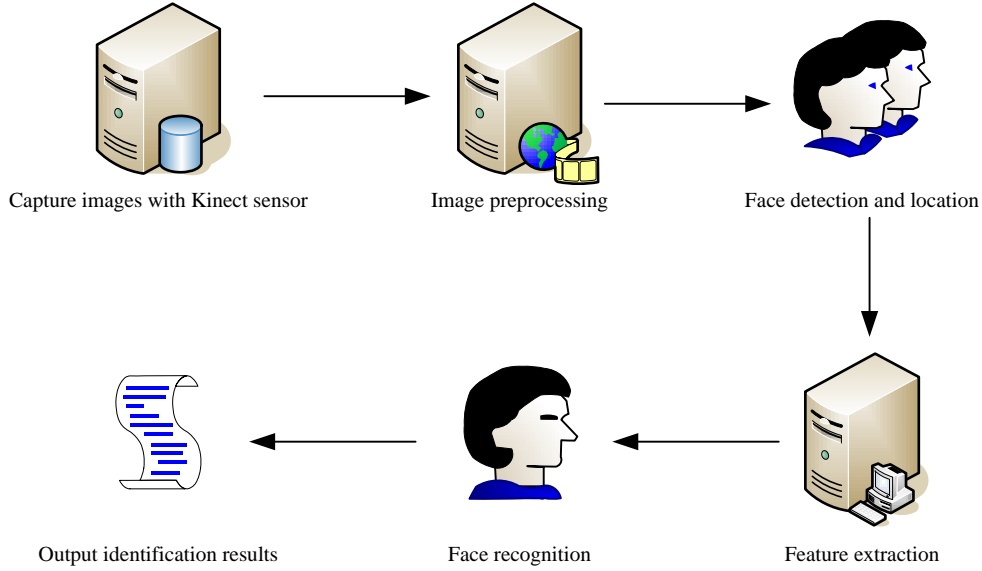 Capture images with Kinect sensor
Image preprocessing
Face detection and location
Output identification results
Face recognition
Feature extraction